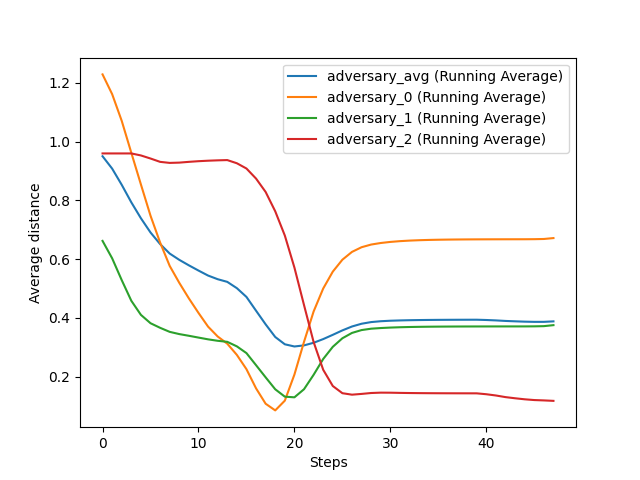 adversary_avg (Running Average)
adversary_0 (Running Average)
adversary_1 (Running Average)
adversary_2 (Running Average)
1.2
1.0
0.8
0.6
0.4
0.2
Average distance
0
10
20
30
40
Steps